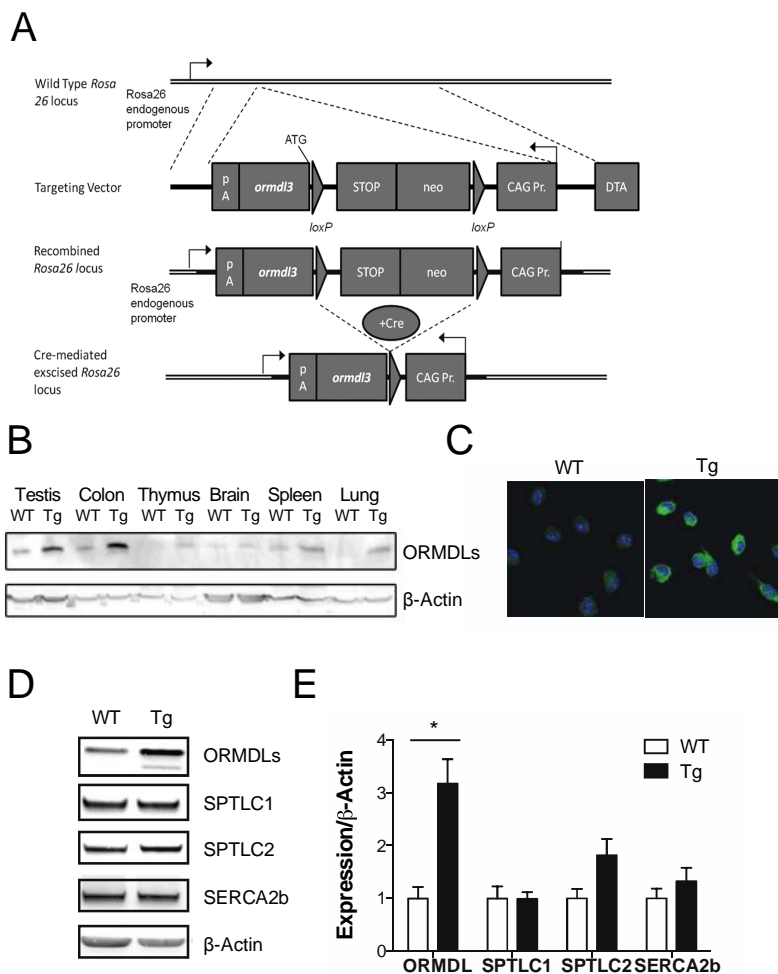 A
Wild Type Rosa
26 locus
Rosa26
endogenous
promoter
ATG
Targeting Vector
p
A
ormdl3
STOP
neo
CAG Pr.
DTA
loxP
loxP
Recombined
Rosa26 locus
Rosa26
endogenous
promoter
p
A
ormdl3
STOP
neo
CAG Pr.
+Cre
Cre-mediated
exscised Rosa26
locus
p
A
ormdl3
CAG Pr.
B
Testis Colon Thymus Brain Spleen Lung
WT Tg WT Tg WT Tg WT Tg WT Tg WT Tg
ORMDLs
β-Actin
C
WT Tg
D
WT Tg
ORMDLs
SPTLC1
SPTLC2
SERCA2b
β-Actin
E
Expression/β-Actin
4
3
2
1
0
*
WT
Tg
ORMDL SPTLC1 SPTLC2 SERCA2b